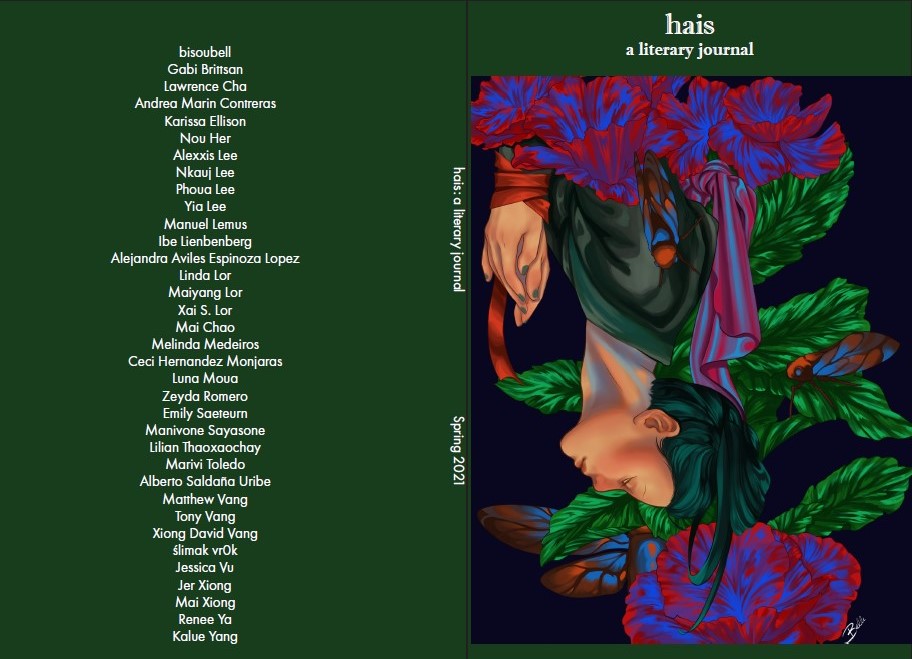 bisoubell
Gabi Brittsan
Lawrence Cha
Andrea Marin Contreras
Karissa Ellison
Nou Her
Alexxis Lee
Nkauj Lee
Phoua Lee
Yia Lee
Manuel Lemus
Ibe Lienbenberg
Alejandra Aviles Espinoza Lopez
Linda Lor
Maiyang Lor
Xai S. Lor
Mai Chao
Melinda Medeiros
Ceci Hernandez Monjaras
Luna Moua
Zeyda Romero
Emily Saeteurn
Manivone Sayasone
Lilian Thaoxaochay
Marivi Toledo
Alberto Saldaña Uribe
Matthew Vang
Tony Vang
Xiong David Vang
ślimak vr0k
Jessica Vu
Jer Xiong
Mai Xiong
Renee Ya
Kalue Yang
hais: a literary journal
Spring 2021
hais
a literary journal